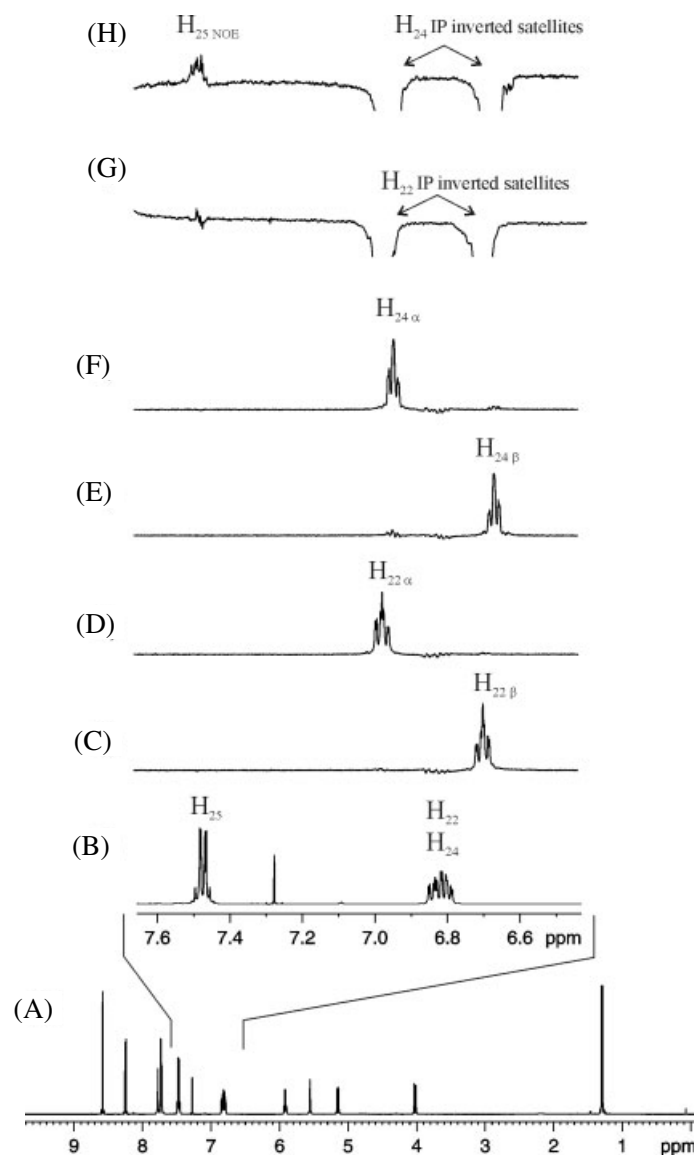 (H)
H25 NOE
H24 IP inverted satellites
(G)
H22 IP inverted satellites
(F)
H24 α
(E)
H24 β
(D)
H22 α
(C)
H22 β
(B)
H25
H22
H24
7.6 7.4 7.2 7.0 6.8 6.6 ppm
(A)
9 8 7 6 5 4 3 2 1 ppm